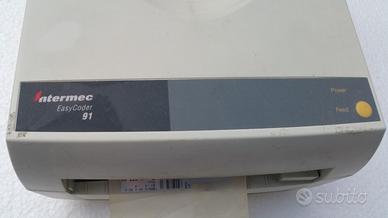 Intermec
EasyCoder
91
Power
Feed
subito